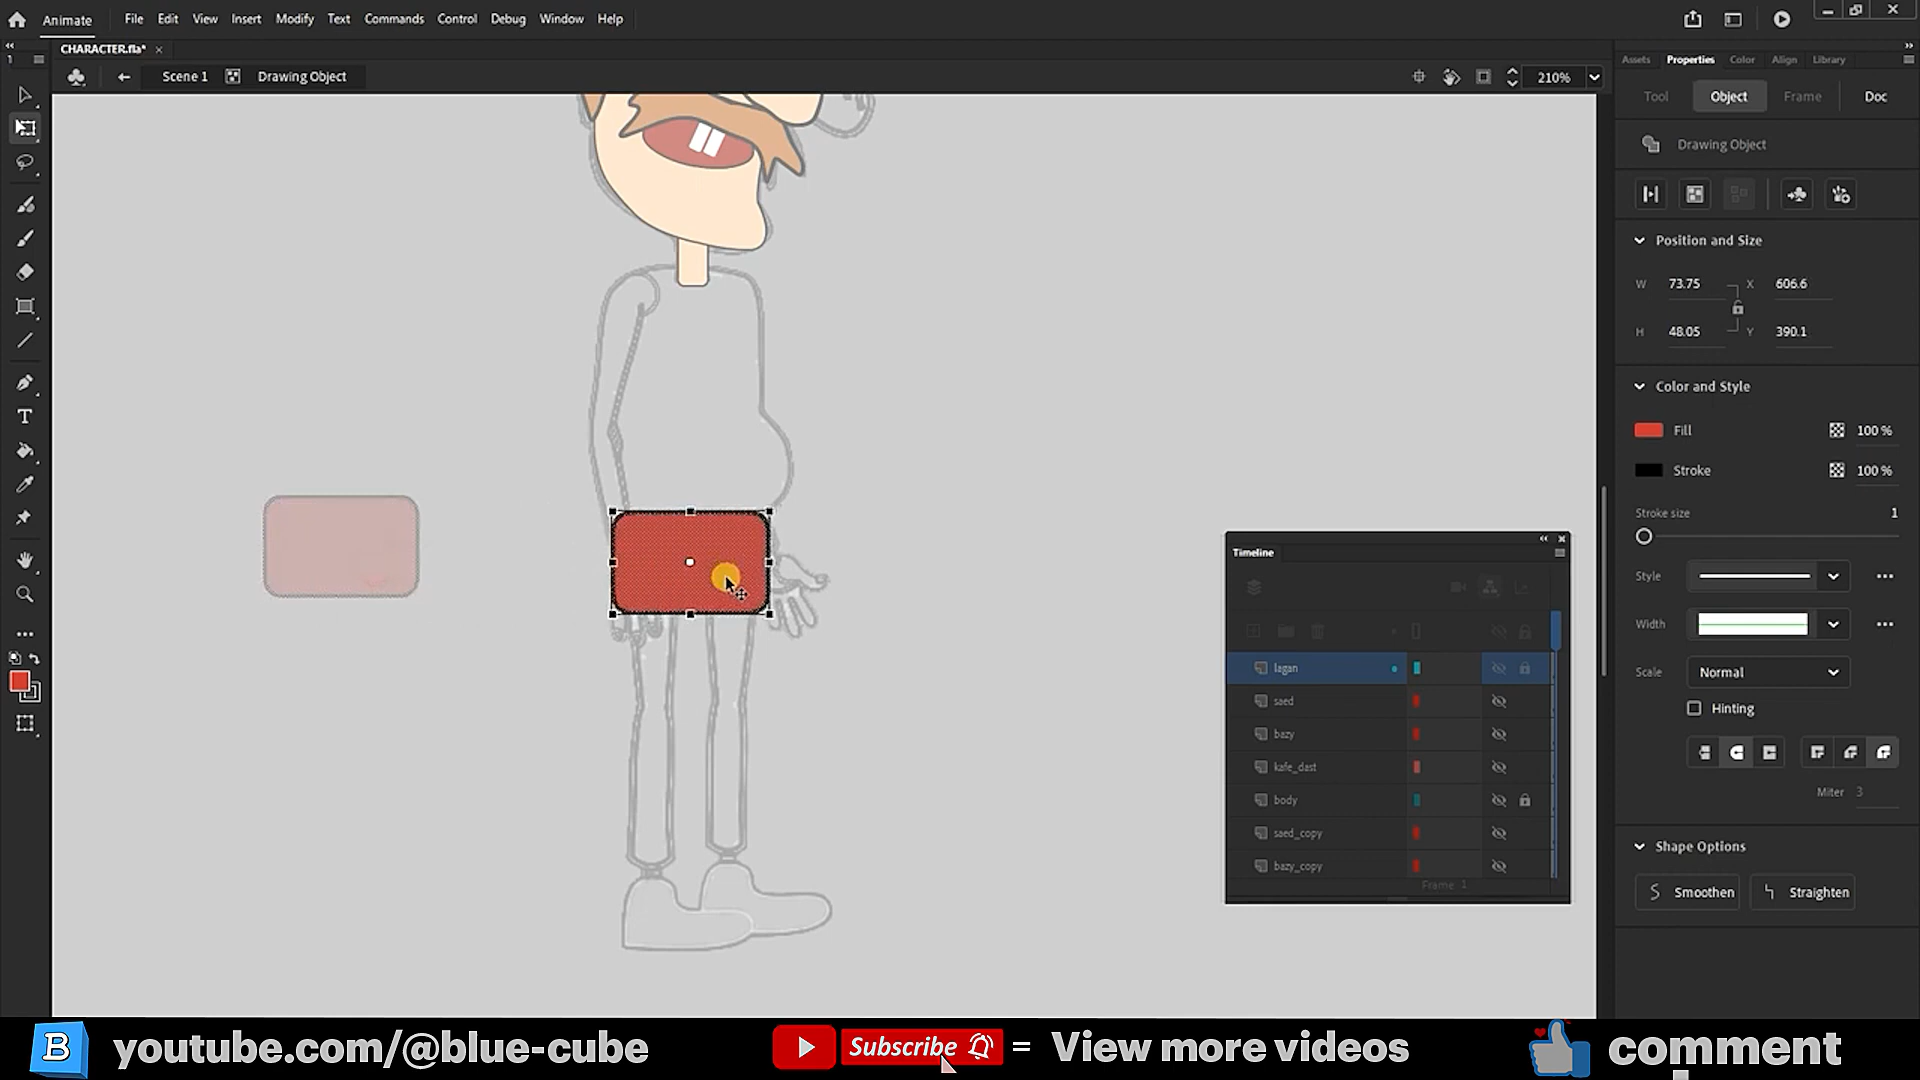 Animate File Edit View Insert Modify Text Commands Control Debug Window Help
CHARACTER.fla*
1
Scene 1 Drawing Object 210%
Assets Properties Color Align Library
Tool Object Frame Doc
Drawing Object
Position and Size
W 73.75 X 606.6
H 48.05 Y 390.1
Color and Style
Fill 100 %
Stroke 100 %
Stroke size 1
Style
Width
Scale Normal
Hinting
Miter 3
Shape Options
Smoothen Straighten
T
Timeline
lagan
saed
bazy
kafe_dast
body
saed_copy
bazy_copy
Frame 1
B youtube.com/@blue-cube Subscribe = View more videos comment